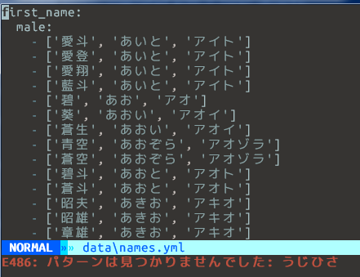 first_name:
  male:
    - ['愛斗', 'あいと', 'アイト']
    - ['愛登', 'あいと', 'アイト']
    - ['愛翔', 'あいと', 'アイト']
    - ['藍斗', 'あいと', 'アイト']
    - ['碧', 'あお', 'アオ']
    - ['葵', 'あおい', 'アオイ']
    - ['蒼生', 'あおい', 'アオイ']
    - ['青空', 'あおぞら', 'アオゾラ']
    - ['蒼空', 'あおぞら', 'アオゾラ']
    - ['碧斗', 'あおと', 'アオト']
    - ['蒼斗', 'あおと', 'アオト']
    - ['昭夫', 'あきお', 'アキオ']
    - ['昭雄', 'あきお', 'アキオ']
    - ['章雄', 'あきお', 'アキオ']
NORMAL » data\names.yml
E486: パターンは見つかりませんでした: うじひさ